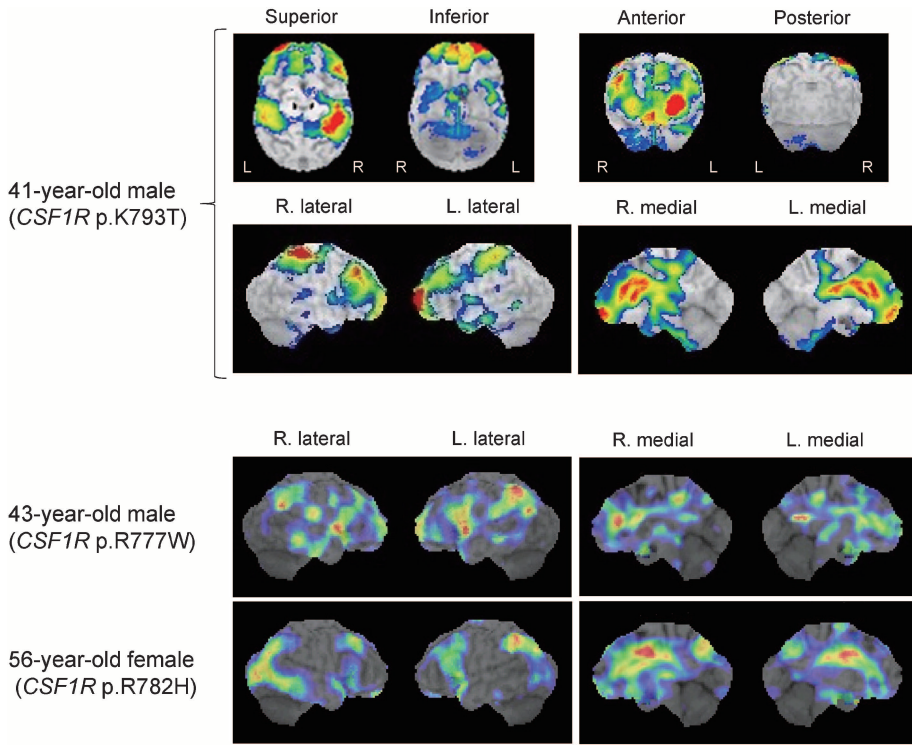 Superior Inferior Anterior Posterior
L R R L R L L R
41-year-old male
(CSF1R p.K793T)
R. lateral L. lateral R. medial L. medial
R. lateral L. lateral R. medial L. medial
43-year-old male
(CSF1R p.R777W)
56-year-old female
(CSF1R p.R782H)